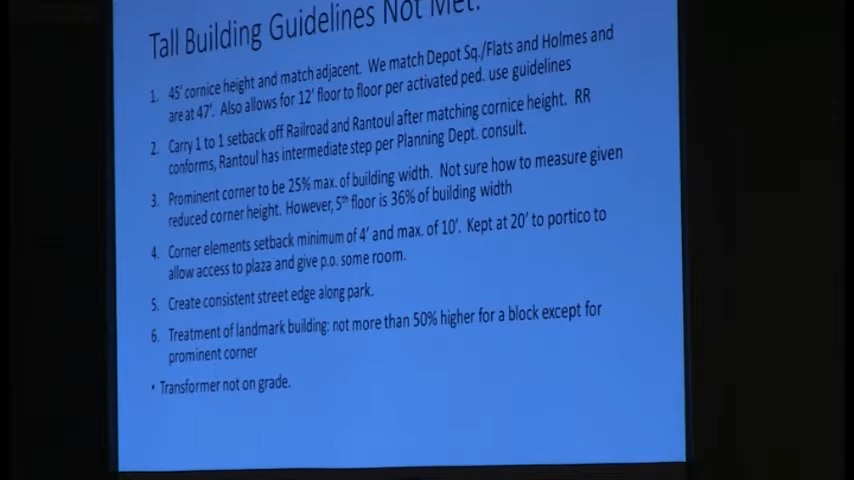 Tall Building Guidelines Not Met:
1. 45' cornice height and match adjacent. We match Depot Sq./Flats and Holmes and
are at 47'. Also allows for 12' floor to floor per activated ped. use guidelines
2. Carry 1 to 1 setback off Railroad and Rantoul after matching cornice height. RR
conforms, Rantoul has intermediate step per Planning Dept. consult.
3. Prominent corner to be 25% max. of building width. Not sure how to measure given
reduced corner height. However, 5th floor is 36% of building width
4. Corner elements setback minimum of 4' and max. of 10'. Kept at 20' to portico to
allow access to plaza and give p.o. some room.
5. Create consistent street edge along park.
6. Treatment of landmark building: not more than 50% higher for a block except for
prominent corner
• Transformer not on grade.